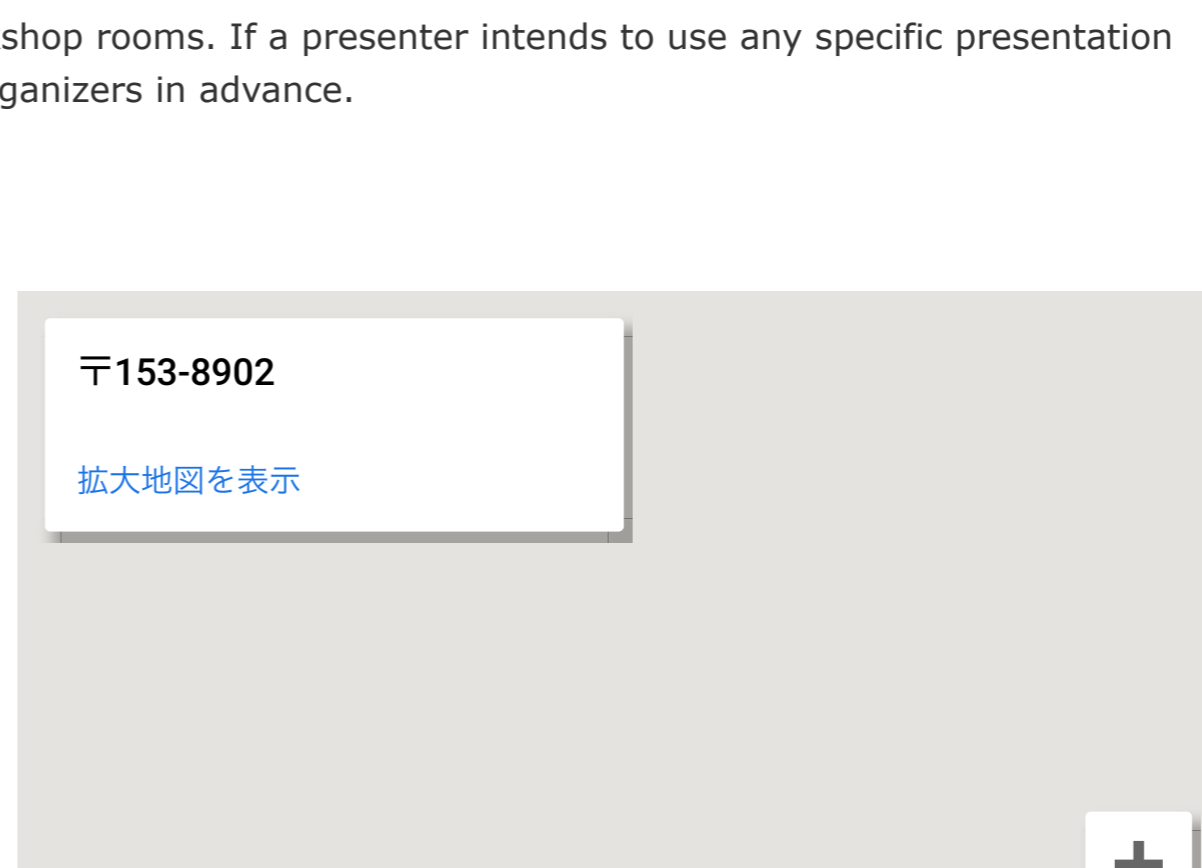 shop rooms. If a presenter intends to use any specific presentation
ganizers in advance.
〒153-8902
拡大地図を表示
+